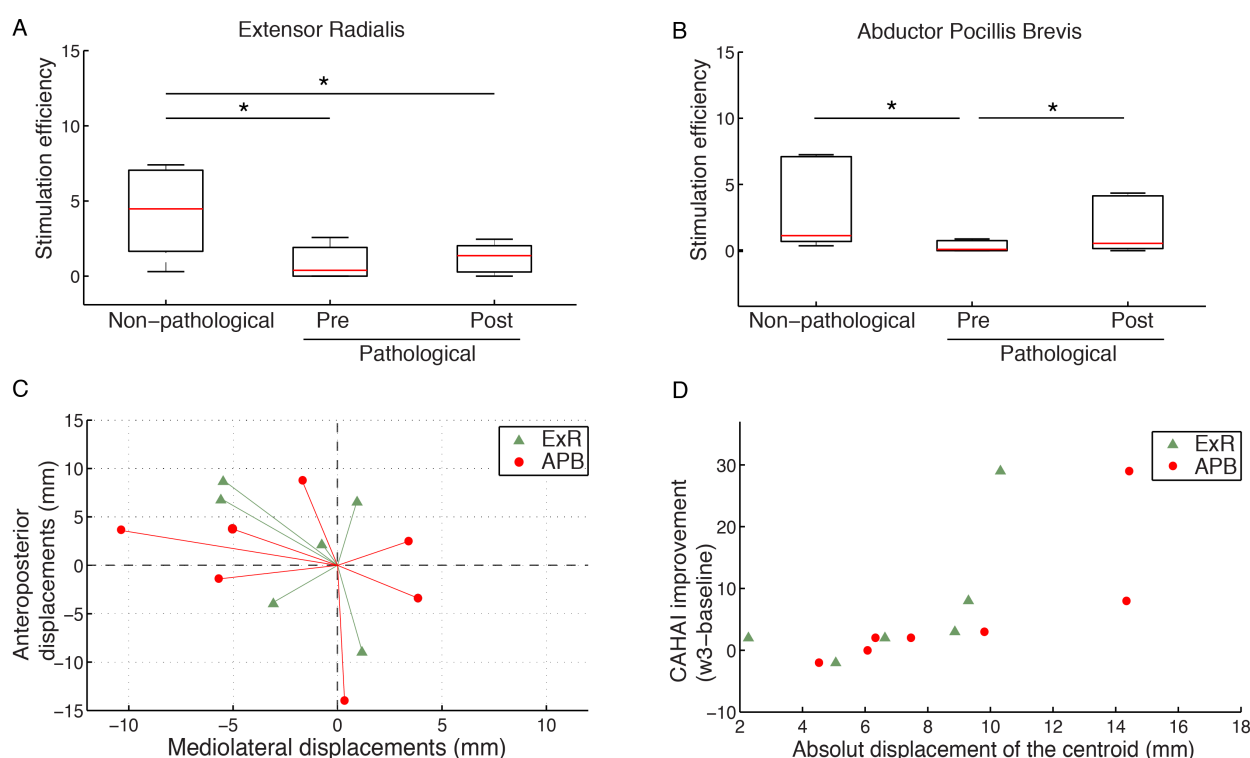 A
Extensor Radialis
Stimulation efficiency
15
10
5
0
*
*
Non-pathological
Pre
Post
Pathological
B
Abductor Pocillis Brevis
Stimulation efficiency
15
10
5
0
*
*
Non-pathological
Pre
Post
Pathological
C
Anteroposterior
displacements (mm)
15
10
5
0
−5
−10
−15
−10
−5
0
5
10
Mediolateral displacements (mm)
ExR
APB
D
CAHAI improvement
(w3−baseline)
30
20
10
0
−10
2
4
6
8
10
12
14
16
18
Absolut displacement of the centroid (mm)
ExR
APB